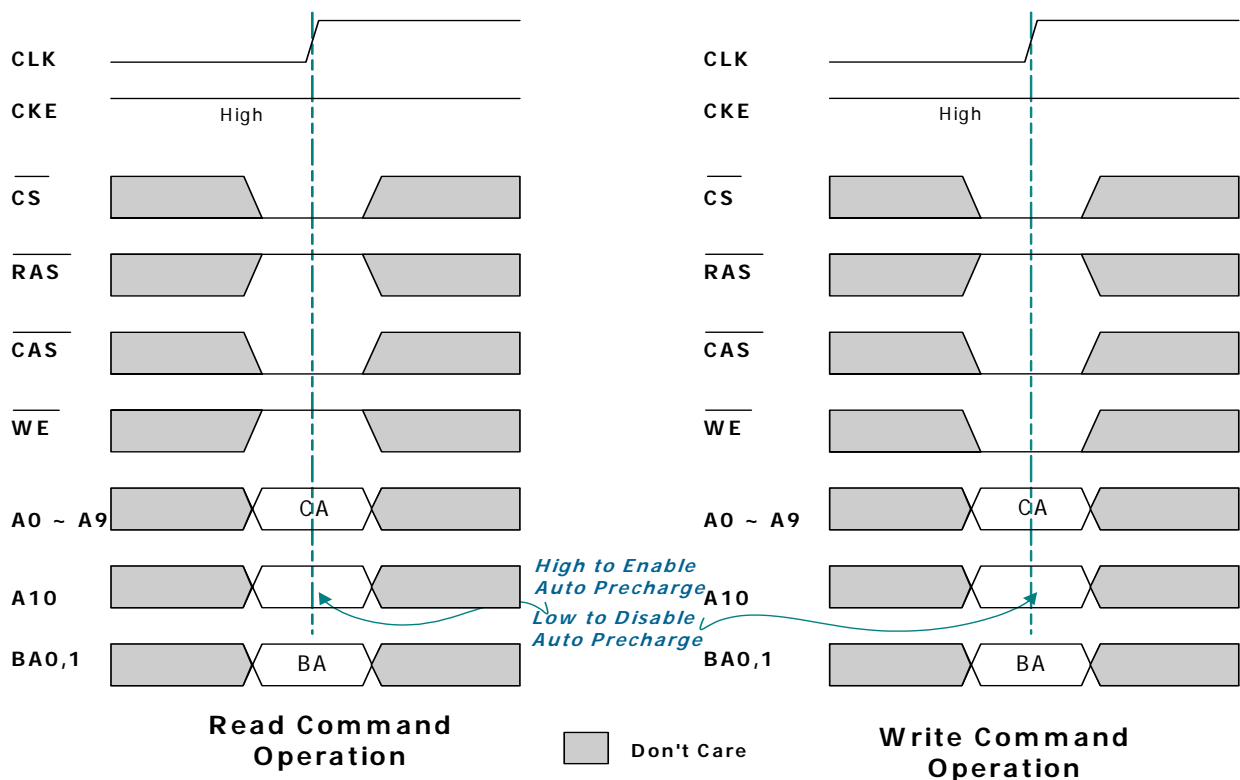 CLK
CKE
High
CS
RAS
CAS
WE
A0 ~ A9
CA
A10
BA0,1
BA
Read Command
Operation
High to Enable
Auto Precharge
Low to Disable
Auto Precharge
Don't Care
CLK
CKE
High
CS
RAS
CAS
WE
A0 ~ A9
CA
A10
BA0,1
BA
Write Command
Operation